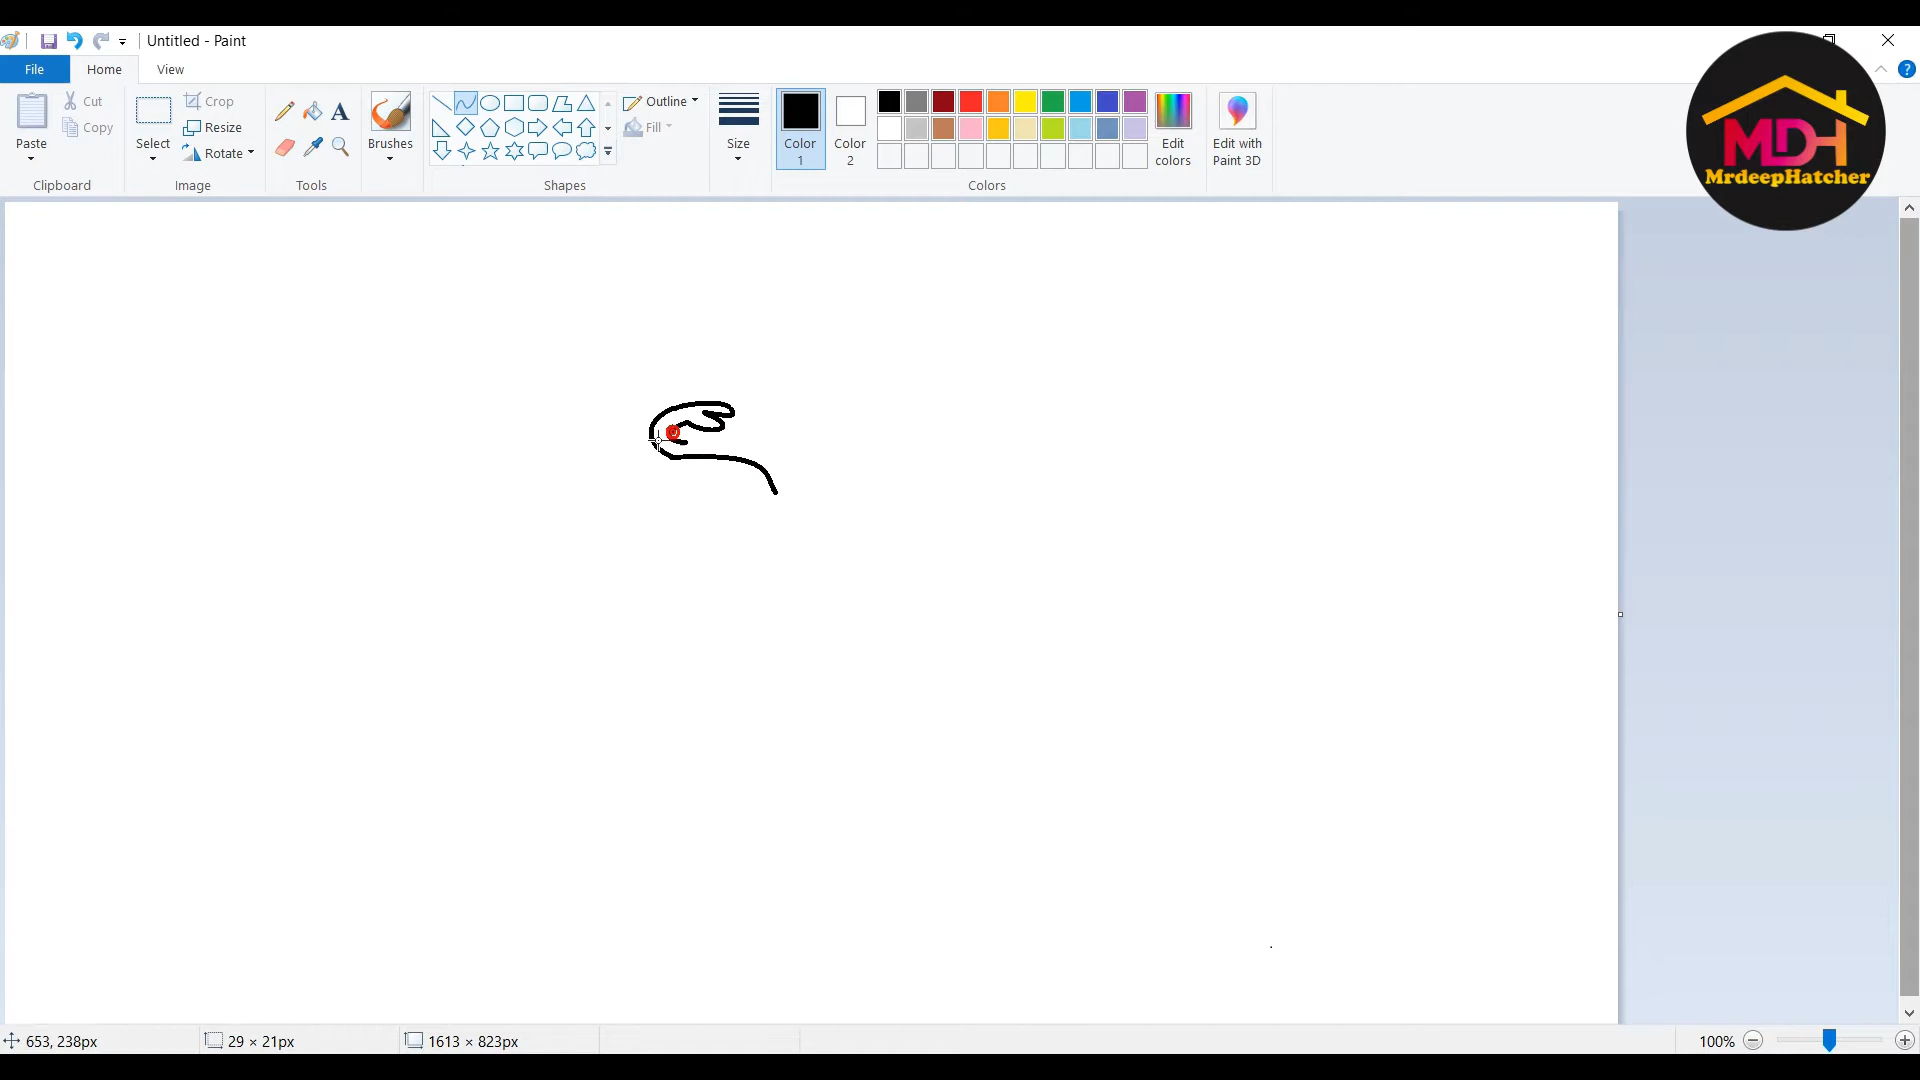 Untitled - Paint
File Home View
Paste
Cut
Copy
Clipboard
Select
Crop
Resize
Rotate
Image
Tools
Brushes
Shapes
Outline
Fill
Size
Color 1
Color 2
Colors
Edit colors
Edit with Paint 3D
?
MDH
MrdeepHatcher
653, 238px
29 × 21px
1613 × 823px
100%